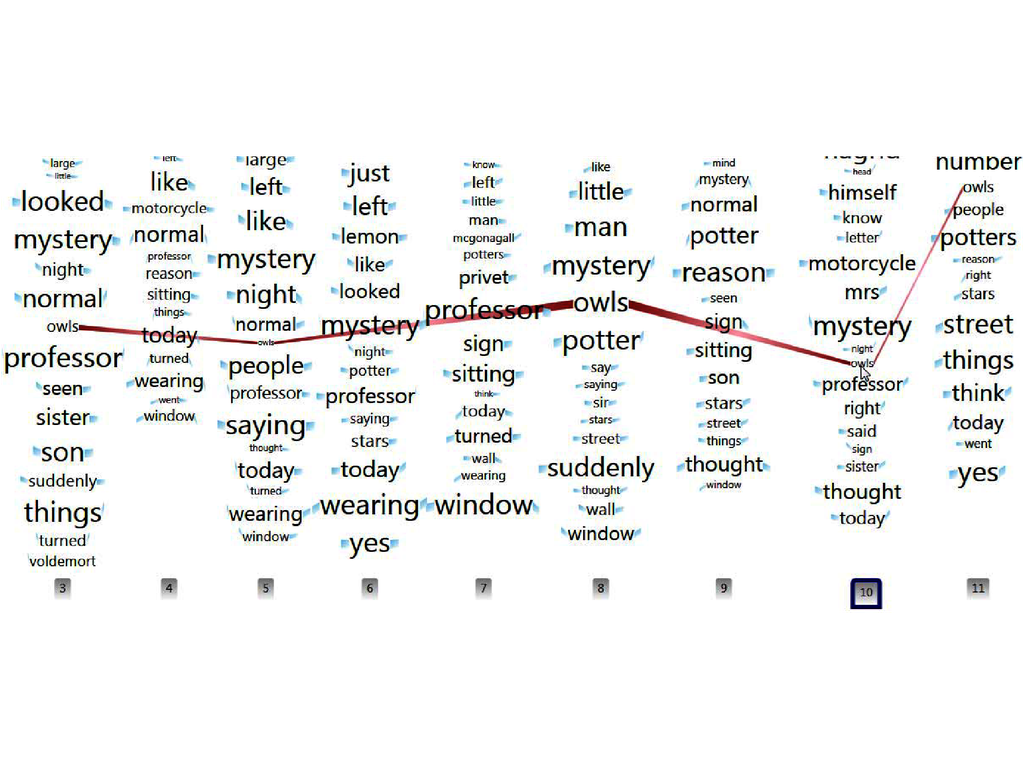 large
little
looked
mystery
night
normal
owls
professor
seen
sister
son
suddenly
things
turned
voldemort
3
left
like
motorcycle
normal
professor
reason
sitting
things
today
turned
wearing
went
window
4
large
left
like
mystery
night
normal
owls
people
professor
saying
thought
today
turned
wearing
window
5
just
left
lemon
like
looked
mystery
night
potter
professor
saying
stars
today
wearing
yes
6
know
left
little
man
mcgonagall
potters
privet
professor
sign
sitting
think
today
turned
wall
wearing
window
7
like
little
man
mystery
owls
potter
say
saying
sir
stars
street
suddenly
thought
wall
window
8
mind
mystery
normal
potter
reason
seen
sign
sitting
son
stars
street
things
thought
window
9
hagrid
head
himself
know
letter
motorcycle
mrs
mystery
night
owls
professor
right
said
sign
sister
thought
today
10
number
owls
people
potters
reason
right
stars
street
things
think
today
went
yes
11